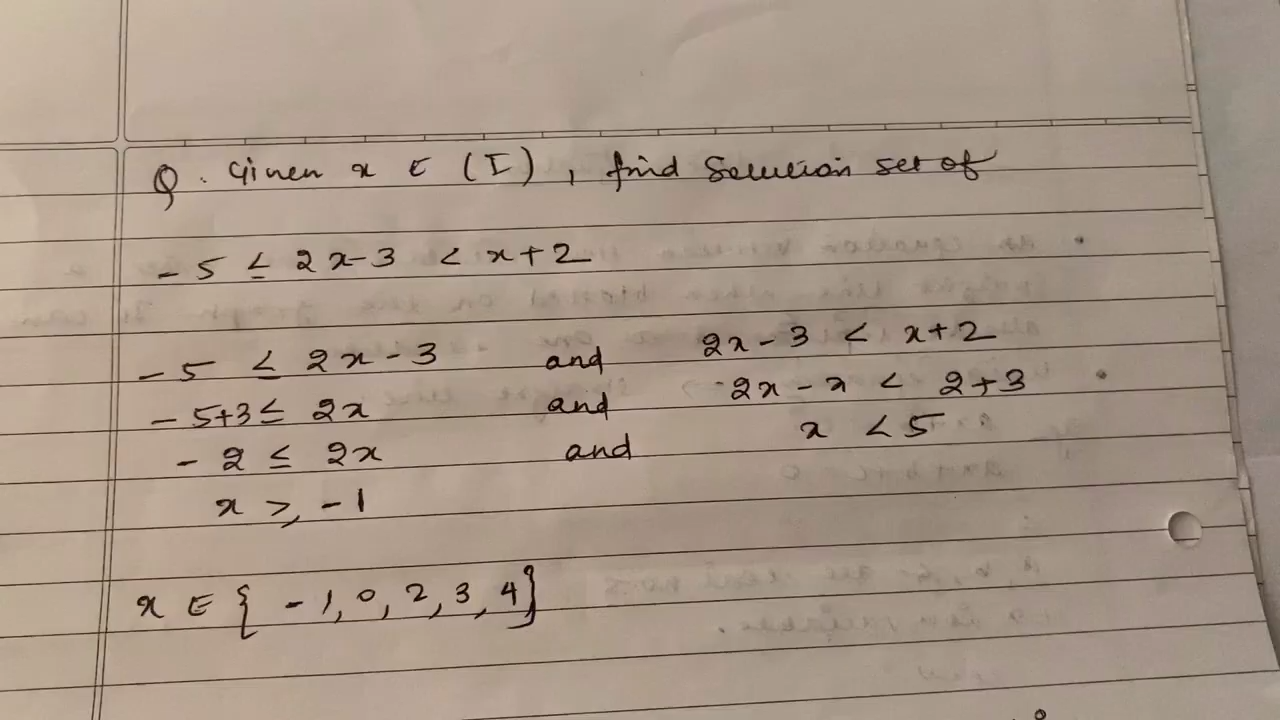 Q. Given x ∈ (I), find Solution set of
-5 ≤ 2x-3 < x+2
-5 ≤ 2x-3 and 2x-3 < x+2
-5+3 ≤ 2x and 2x-x < 2+3
-2 ≤ 2x and x < 5
x ≥ -1
x ∈ { -1, 0, 2, 3, 4}